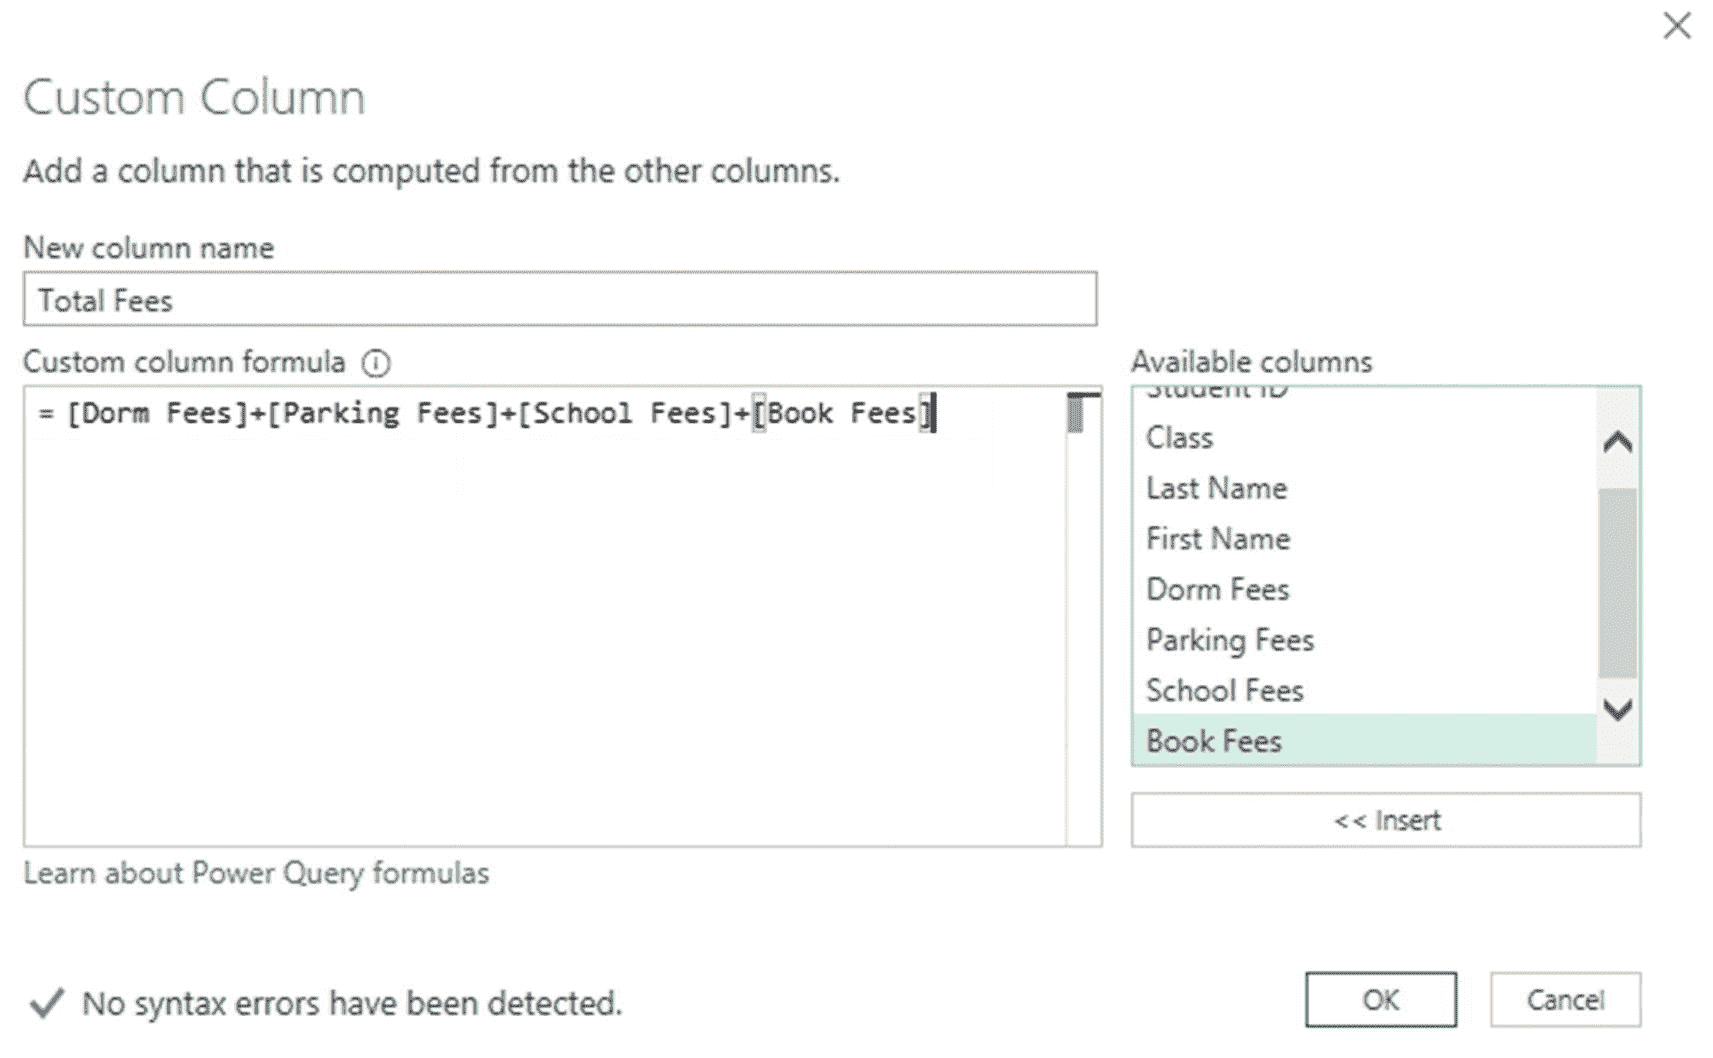 Custom Column
Add a column that is computed from the other columns.
New column name
Total Fees
Custom column formula
= [Dorm Fees]+[Parking Fees]+[School Fees]+[Book Fees]
Available columns
Student ID
Class
Last Name
First Name
Dorm Fees
Parking Fees
School Fees
Book Fees
<< Insert
Learn about Power Query formulas
No syntax errors have been detected.
OK
Cancel